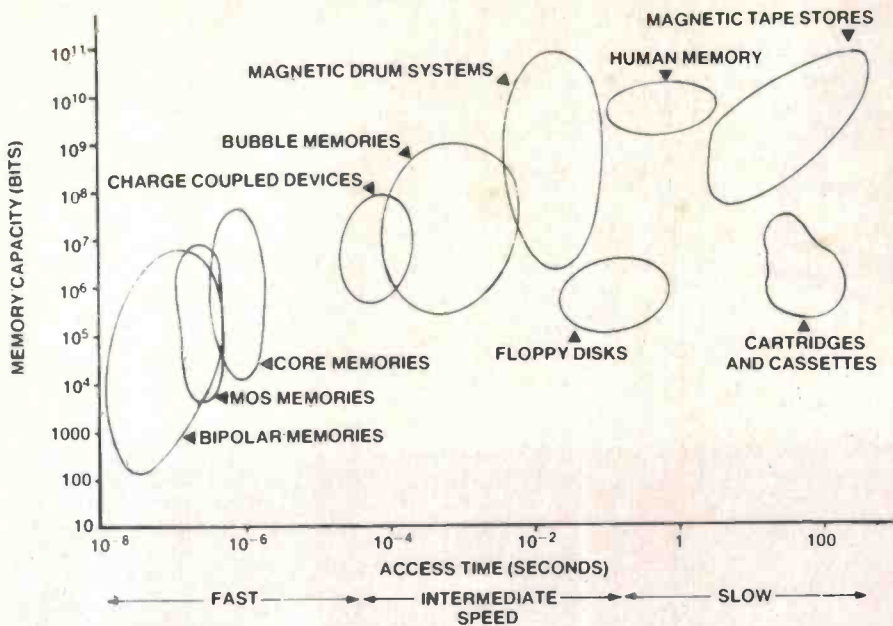 MAGNETIC TAPE STORES
HUMAN MEMORY
MAGNETIC DRUM SYSTEMS
BUBBLE MEMORIES
CHARGE COUPLED DEVICES
MEMORY CAPACITY (BITS)
10¹¹
10¹⁰
10⁹
10⁸
10⁷
10⁶
10⁵
10⁴
1000
100
10
CORE MEMORIES
MOS MEMORIES
BIPOLAR MEMORIES
FLOPPY DISKS
CARTRIDGES
AND CASSETTES
10⁻⁸ 10⁻⁶ 10⁻⁴ 10⁻² 1 100
ACCESS TIME (SECONDS)
FAST INTERMEDIATE SLOW
SPEED